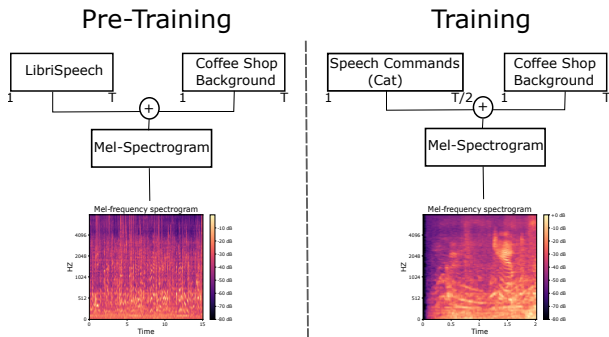 Pre-Training
Training
LibriSpeech
1
T
Coffee Shop
Background
1
T
+
Mel-Spectrogram
Mel-frequency spectrogram
HZ
4096
2048
1024
512
0
0
5
10
15
Time
-10 dB
-20 dB
-30 dB
-40 dB
-50 dB
-60 dB
-70 dB
-80 dB
Speech Commands
(Cat)
1
T/2
Coffee Shop
Background
1
T
+
Mel-Spectrogram
Mel-frequency spectrogram
HZ
4096
2048
1024
512
0
0
0.5
1
1.5
2
Time
+0 dB
-10 dB
-20 dB
-30 dB
-40 dB
-50 dB
-60 dB
-70 dB
-80 dB